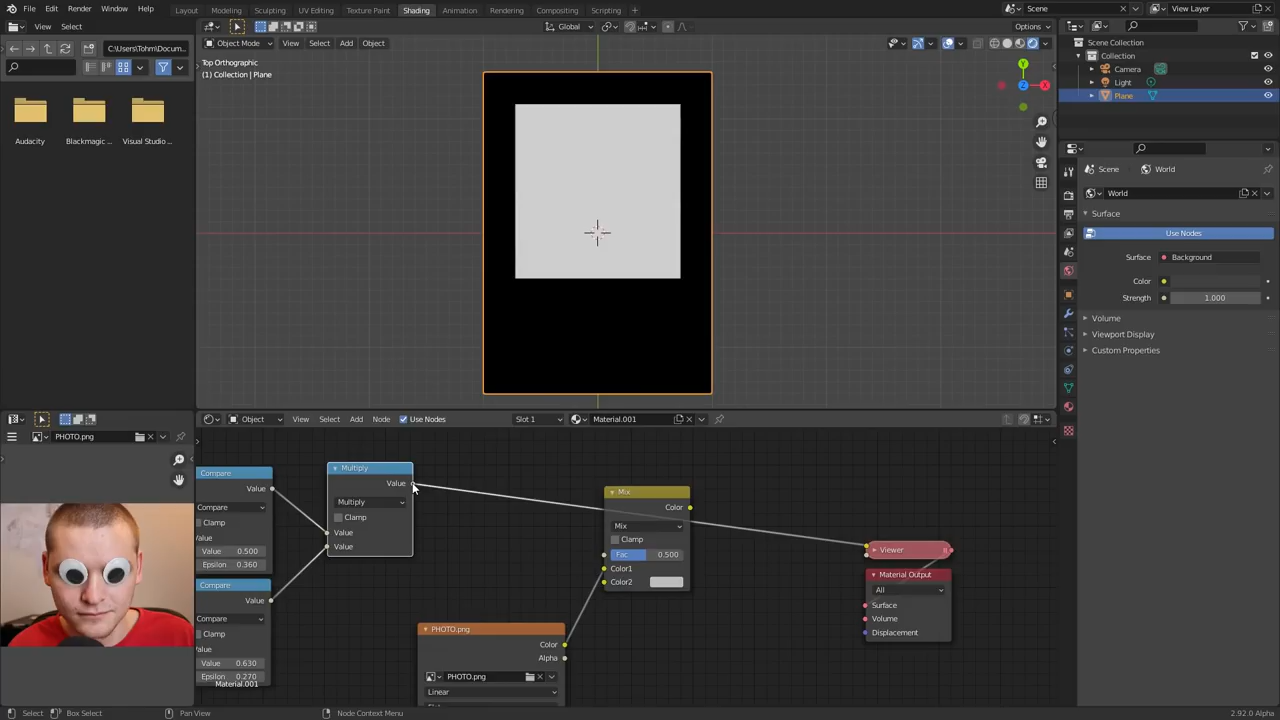 File Edit Render Window Help Layout Modeling Sculpting UV Editing Texture Paint Shading Animation Rendering Compositing Scripting Scene View Layer
View Select Global Options
C:\Users\Tohm\Docum... Object Mode View Select Add Object
Top Orthographic
(1) Collection | Plane
Audacity Blackmagic ... Visual Studio ...
Y
Z X
Scene Collection
Collection
Camera
Light
Plane
Scene World
World
Surface
Use Nodes
Surface Background
Color
Strength 1.000
Volume
Viewport Display
Custom Properties
Object View Select Add Node Use Nodes Slot 1 Material.001
PHOTO.png
Compare
Value
Compare
Clamp
Value
Value 0.500
Epsilon 0.360
Compare
Value
Compare
Clamp
Value
Value 0.630
Epsilon 0.270
Material.001
Multiply
Value
Multiply
Clamp
Value
Value
PHOTO.png
Color
Alpha
PHOTO.png
Linear
Mix
Color
Mix
Clamp
Fac 0.500
Color1
Color2
Viewer
Material Output
All
Surface
Volume
Displacement
Select Box Select Pan View Node Context Menu 2.92.0 Alpha